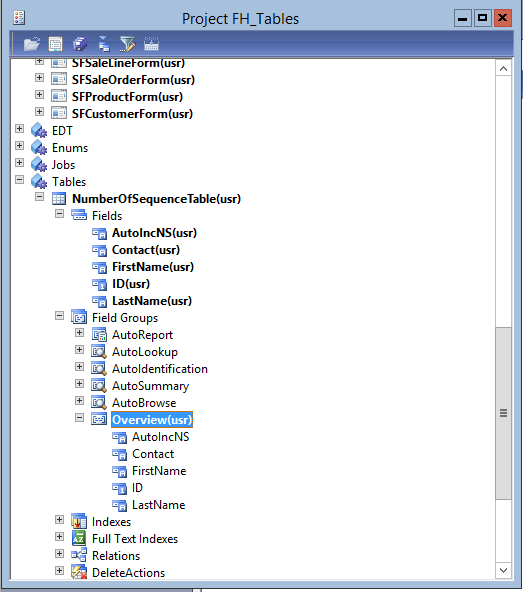 Project FH_Tables
SFSaleLineForm(usr)
SFSaleOrderForm(usr)
SFProductForm(usr)
SFCustomerForm(usr)
EDT
Enums
Jobs
Tables
NumberOfSequenceTable(usr)
Fields
AutoIncNS(usr)
Contact(usr)
FirstName(usr)
ID(usr)
LastName(usr)
Field Groups
AutoReport
AutoLookup
AutoIdentification
AutoSummary
AutoBrowse
Overview(usr)
AutoIncNS
Contact
FirstName
ID
LastName
Indexes
Full Text Indexes
Relations
DeleteActions